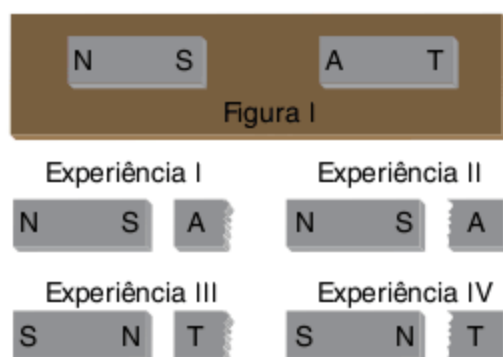 N S A T
Figura I
Experiência I Experiência II
N S A N S A
Experiência III Experiência IV
S N T S N T